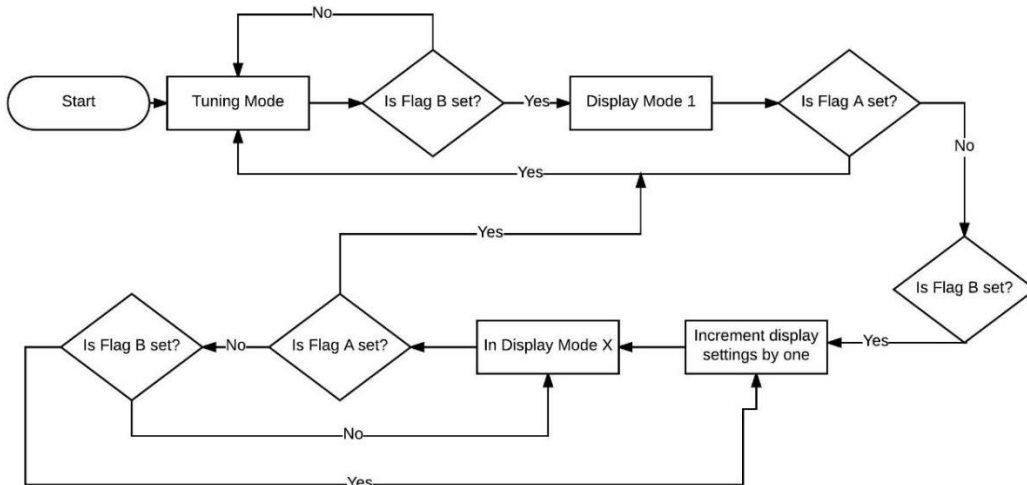 No
Start
Tuning Mode
Is Flag B set?
Yes
Display Mode 1
Is Flag A set?
No
Yes
Yes
Is Flag B set?
Is Flag B set?
No
Is Flag A set?
In Display Mode X
Increment display
settings by one
Yes
No
Yes